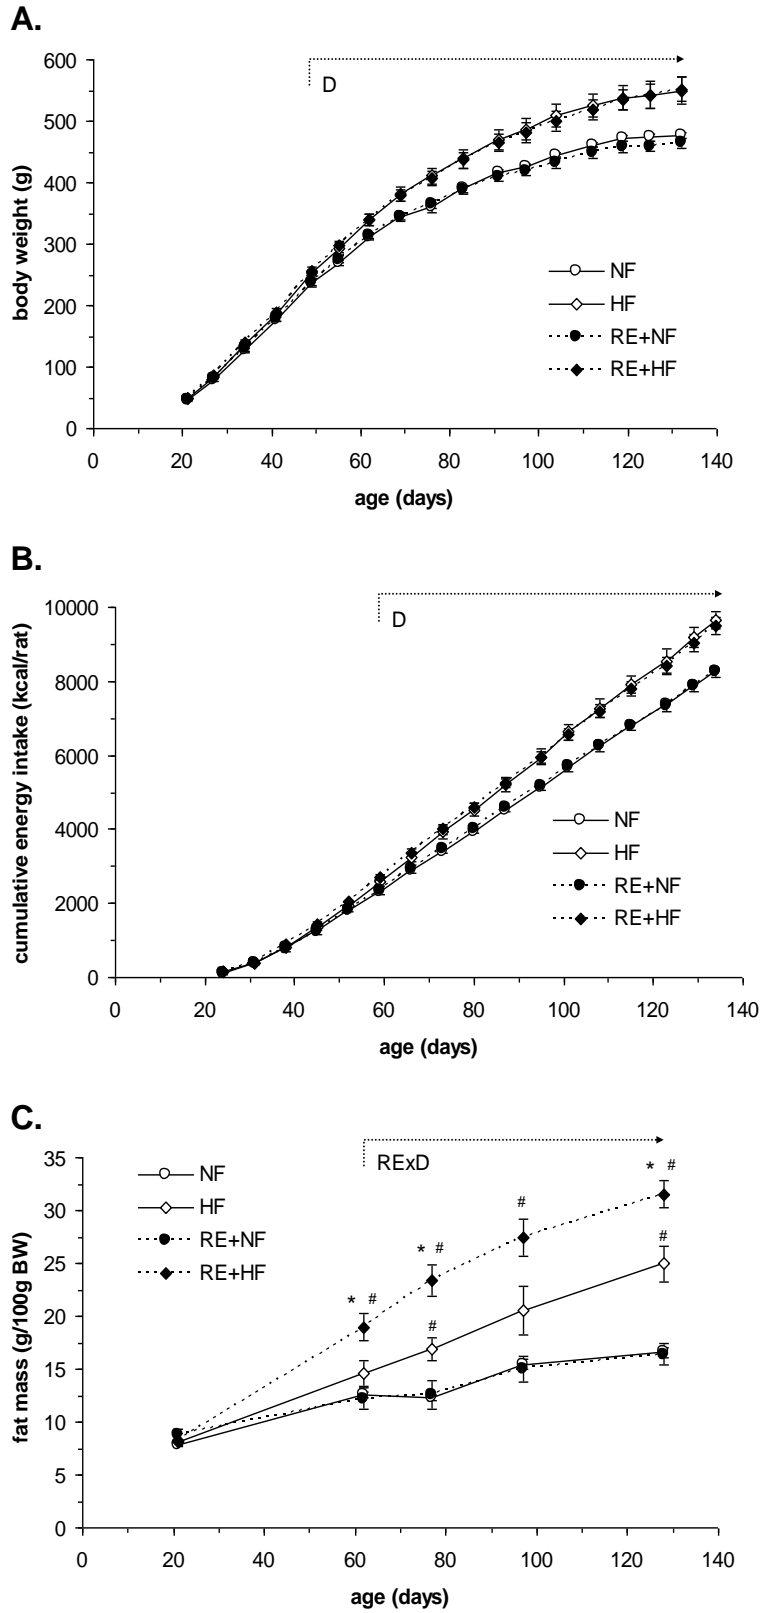 A.
600
500
400
300
200
100
0
body weight (g)
D
NF
HF
RE+NF
RE+HF
0 20 40 60 80 100 120 140
age (days)
B.
10000
8000
6000
4000
2000
0
cumulative energy intake (kcal/rat)
D
NF
HF
RE+NF
RE+HF
0 20 40 60 80 100 120 140
age (days)
C.
35
30
25
20
15
10
5
0
fat mass (g/100g BW)
NF
HF
RE+NF
RE+HF
RExD
* #
#
* #
#
* #
#
0 20 40 60 80 100 120 140
age (days)